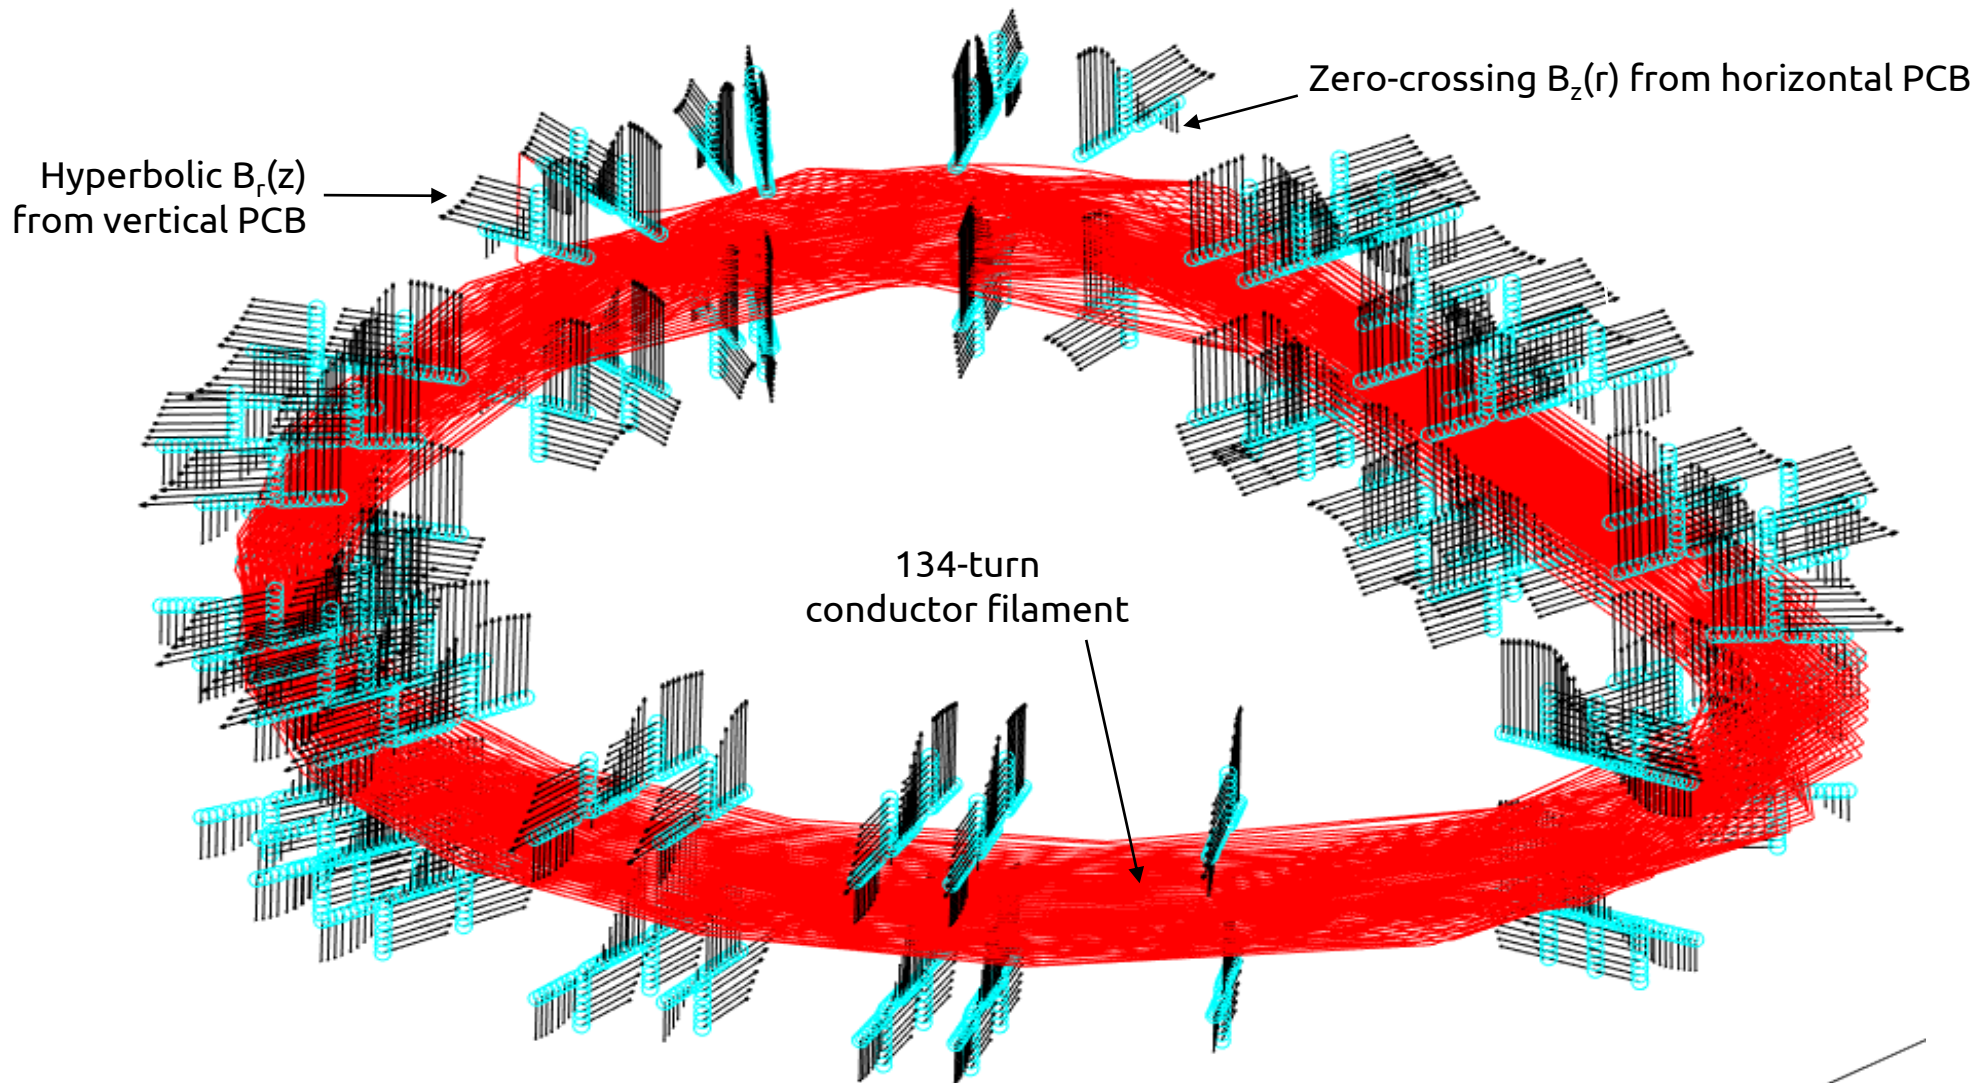 Zero-crossing Bz(r) from horizontal PCB
Hyperbolic Br(z)
from vertical PCB
134-turn
conductor filament